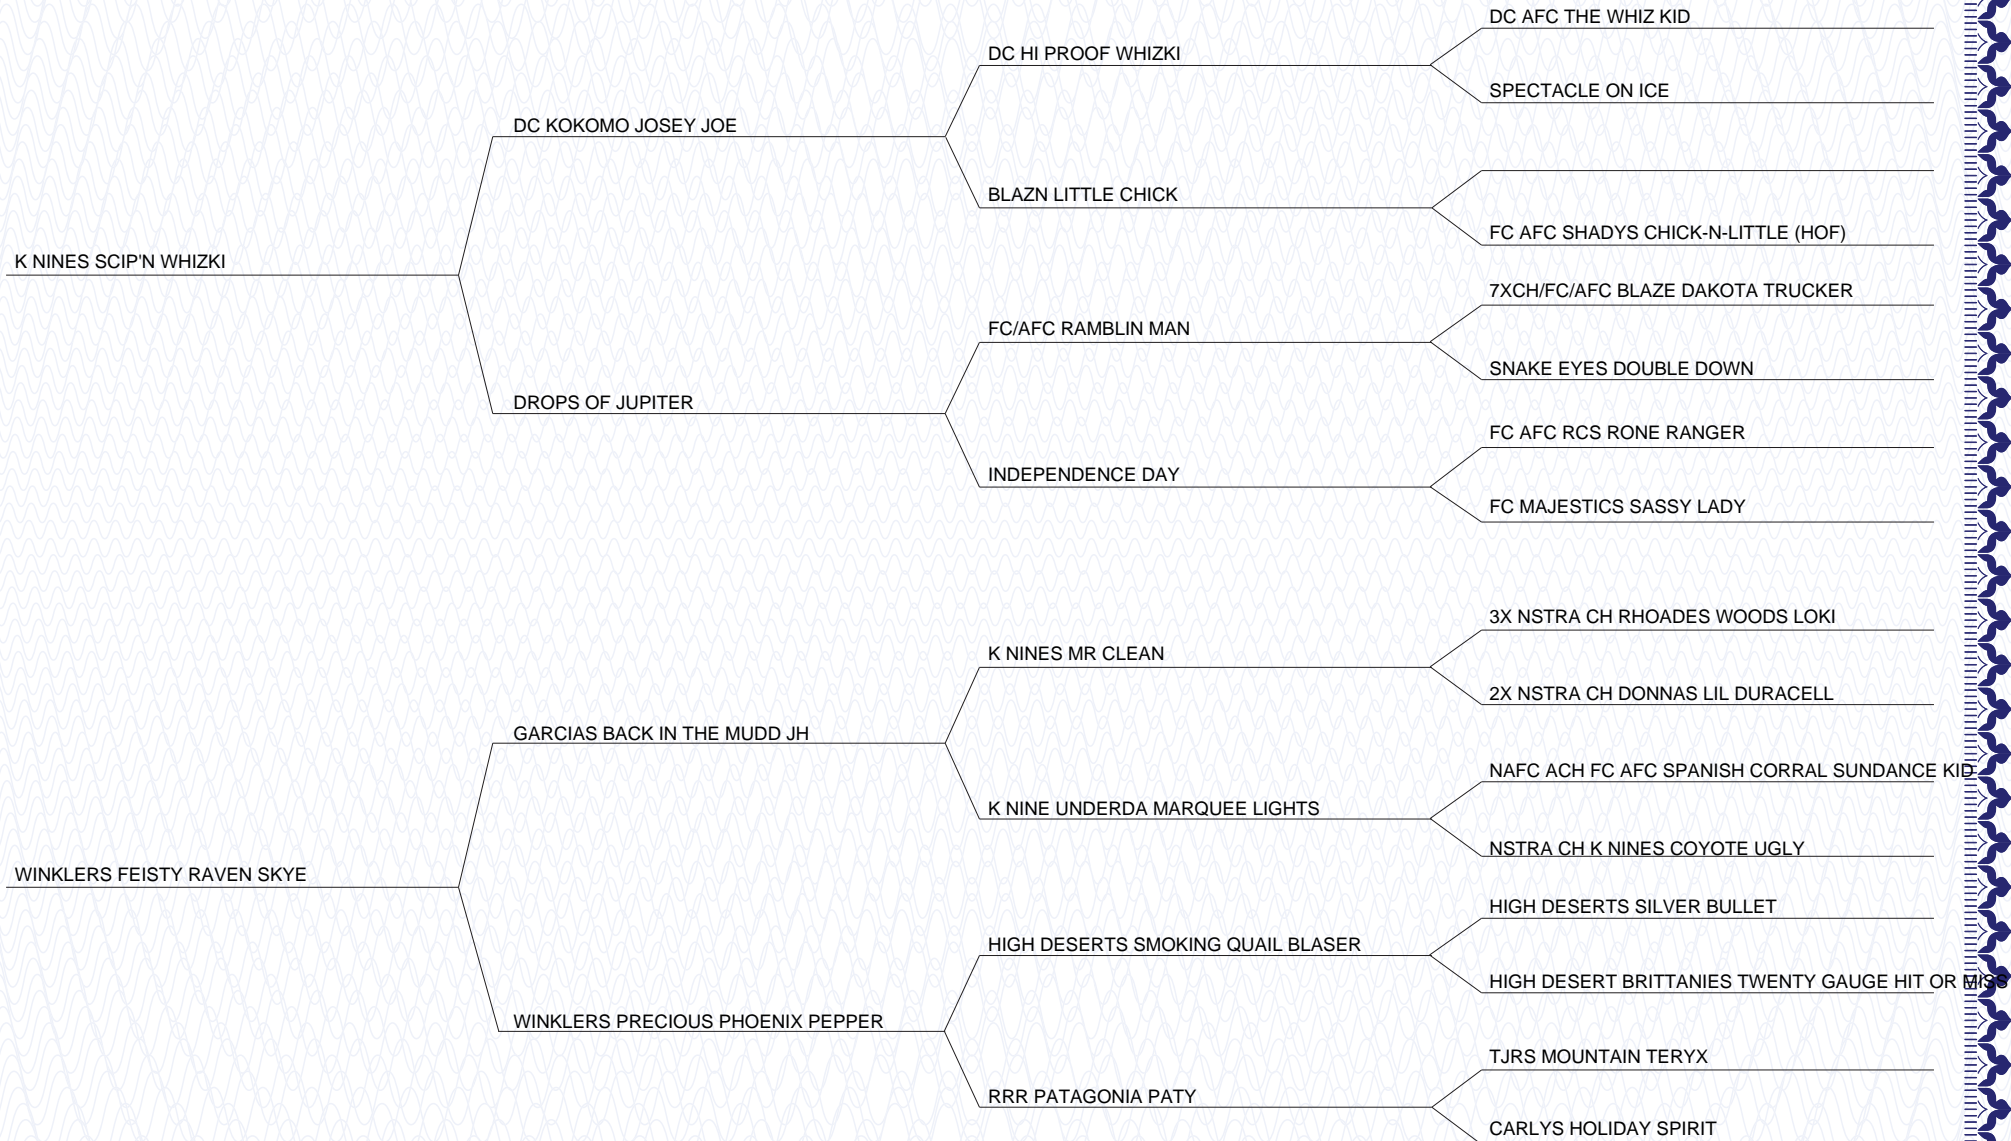 DC AFC THE WHIZ KID
DC HI PROOF WHIZKI
SPECTACLE ON ICE
DC KOKOMO JOSEY JOE
BLAZN LITTLE CHICK
FC AFC SHADYS CHICK-N-LITTLE (HOF)
K NINES SCIP'N WHIZKI
7XCH/FC/AFC BLAZE DAKOTA TRUCKER
FC/AFC RAMBLIN MAN
SNAKE EYES DOUBLE DOWN
DROPS OF JUPITER
FC AFC RCS RONE RANGER
INDEPENDENCE DAY
FC MAJESTICS SASSY LADY
3X NSTRA CH RHOADES WOODS LOKI
K NINES MR CLEAN
2X NSTRA CH DONNAS LIL DURACELL
GARCIAS BACK IN THE MUDD JH
NAFC ACH FC AFC SPANISH CORRAL SUNDANCE KID
K NINE UNDERDA MARQUEE LIGHTS
NSTRA CH K NINES COYOTE UGLY
WINKLERS FEISTY RAVEN SKYE
HIGH DESERTS SILVER BULLET
HIGH DESERTS SMOKING QUAIL BLASER
HIGH DESERT BRITTANIES TWENTY GAUGE HIT OR MISS
WINKLERS PRECIOUS PHOENIX PEPPER
TJRS MOUNTAIN TERYX
RRR PATAGONIA PATY
CARLYS HOLIDAY SPIRIT